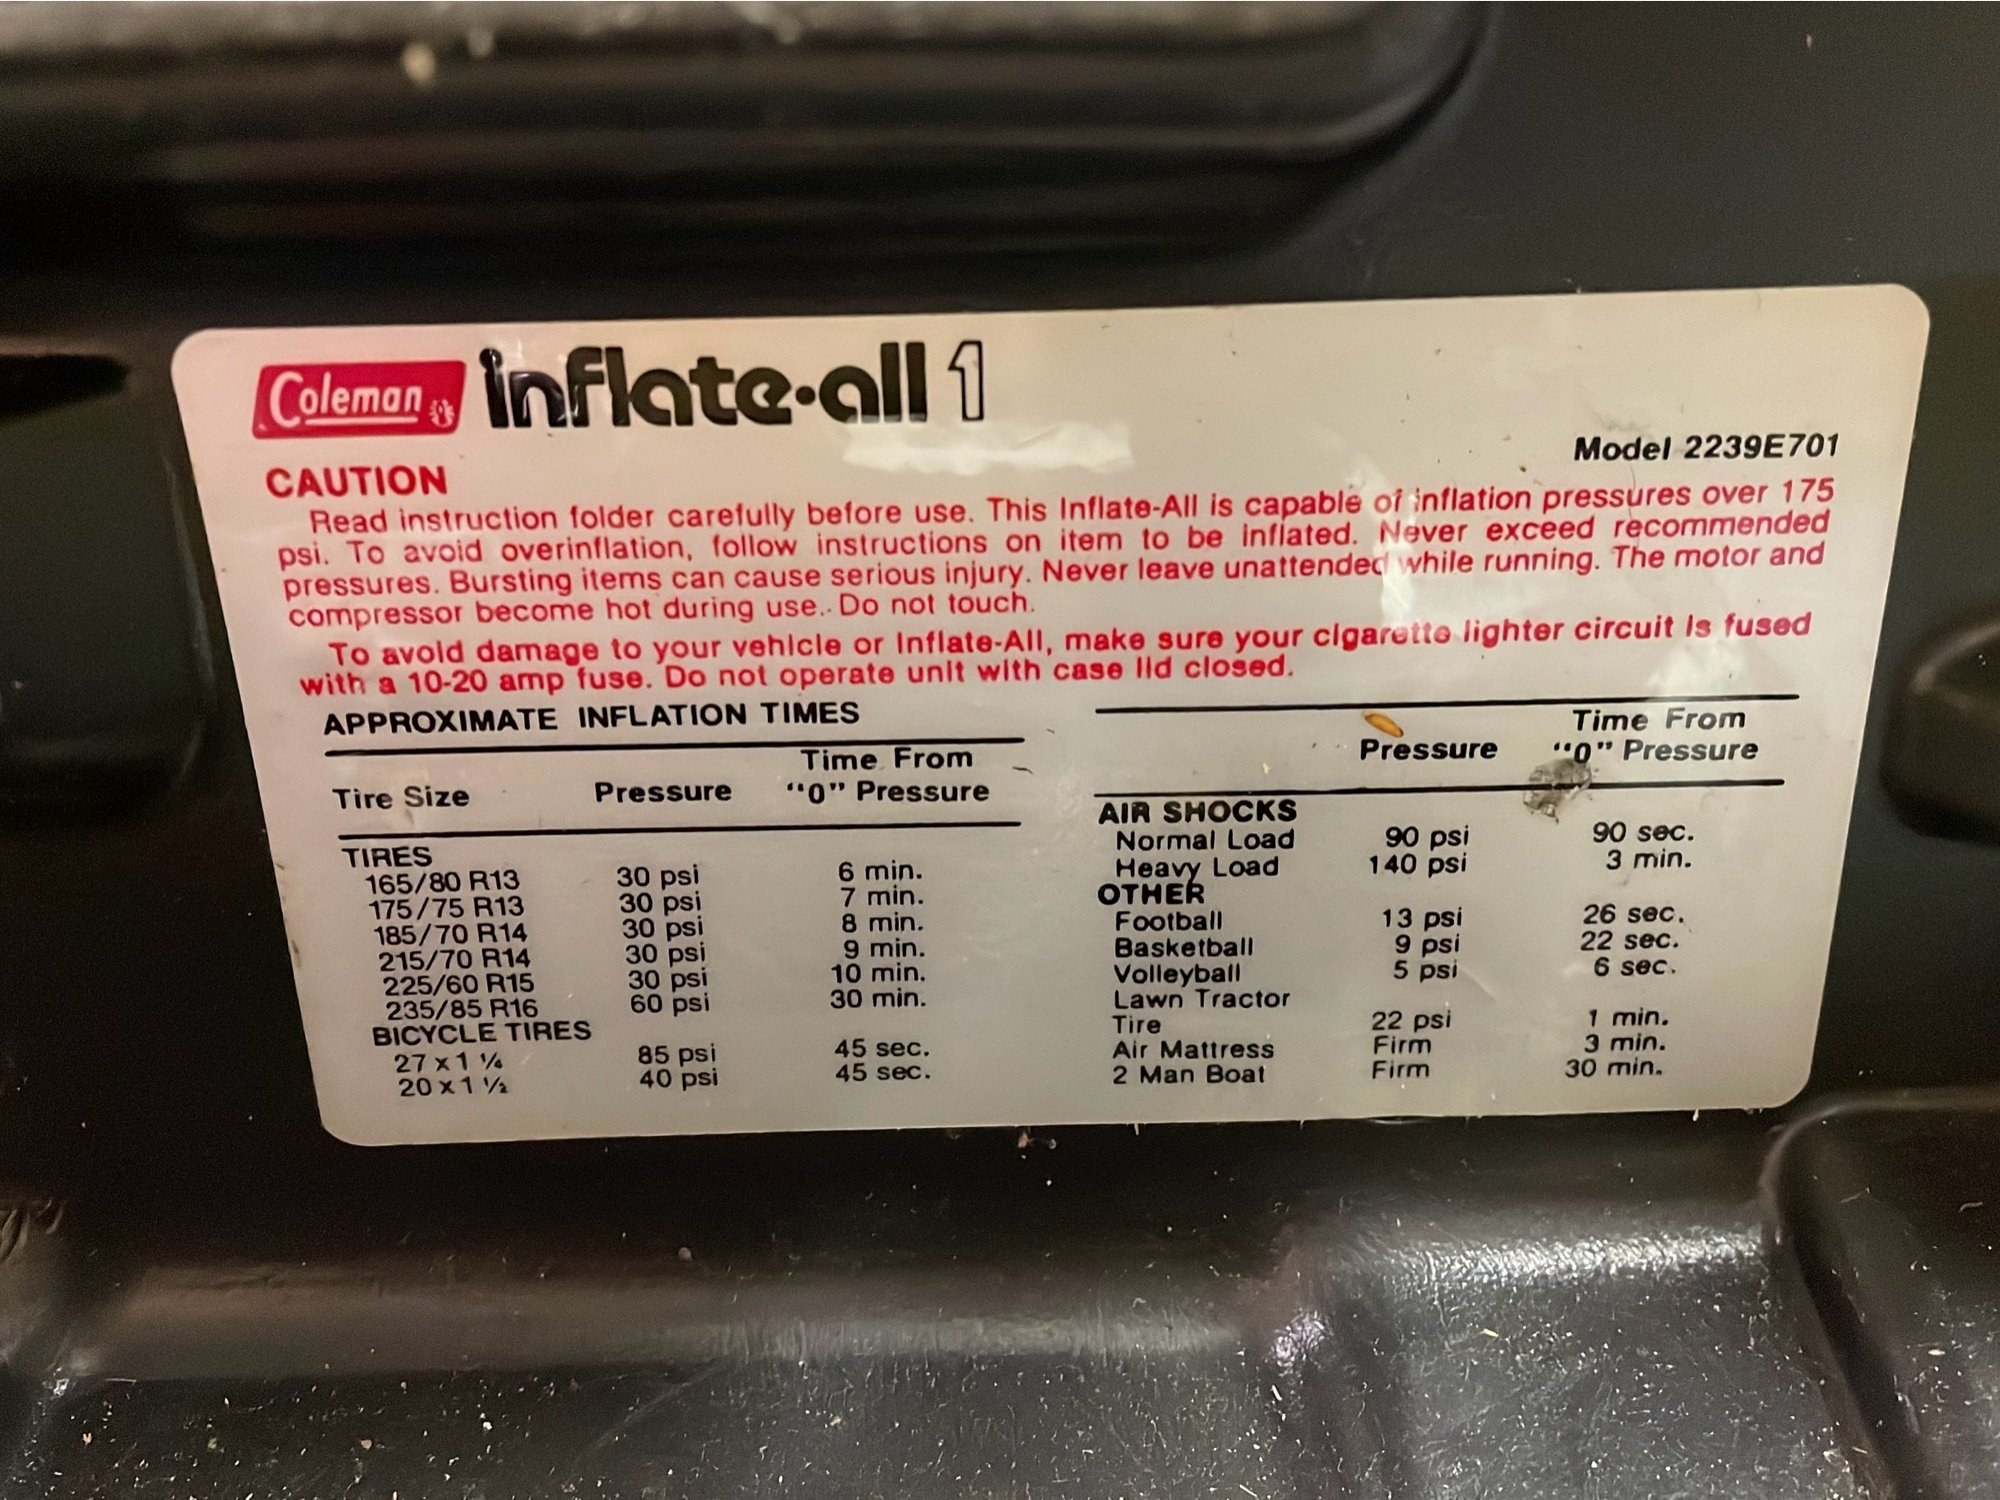 Coleman inflate·all 1
Model 2239E701
CAUTION
Read instruction folder carefully before use. This Inflate-All is capable of inflation pressures over 175
psi. To avoid overinflation, follow instructions on item to be inflated. Never exceed recommended
pressures. Bursting items can cause serious injury. Never leave unattended while running. The motor and
compressor become hot during use. Do not touch.
To avoid damage to your vehicle or Inflate-All, make sure your cigarette lighter circuit is fused
with a 10-20 amp fuse. Do not operate unit with case lid closed.
APPROXIMATE INFLATION TIMES
Time From
Tire Size Pressure "0" Pressure
TIRES
165/80 R13 30 psi 6 min.
175/75 R13 30 psi 7 min.
185/70 R14 30 psi 8 min.
215/70 R14 30 psi 9 min.
225/60 R15 30 psi 10 min.
235/85 R16 60 psi 30 min.
BICYCLE TIRES
27 x 1 ¼ 85 psi 45 sec.
20 x 1 ½ 40 psi 45 sec.
Time From
Pressure "0" Pressure
AIR SHOCKS
Normal Load 90 psi 90 sec.
Heavy Load 140 psi 3 min.
OTHER
Football 13 psi 26 sec.
Basketball 9 psi 22 sec.
Volleyball 5 psi 6 sec.
Lawn Tractor
Tire 22 psi 1 min.
Air Mattress Firm 3 min.
2 Man Boat Firm 30 min.